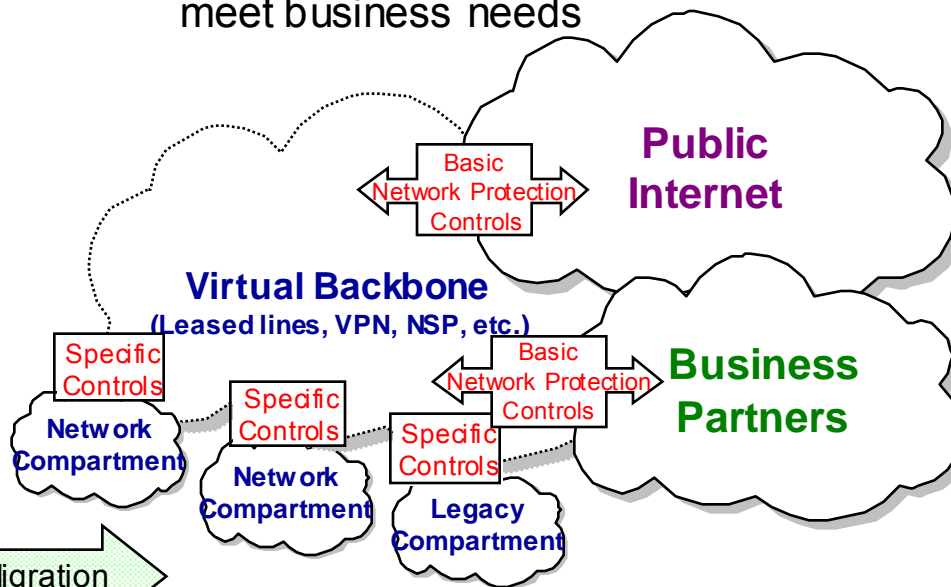 meet business needs
Public
Internet
Basic
Network Protection
Controls
Virtual Backbone
(Leased lines, VPN, NSP, etc.)
Basic
Network Protection
Controls
Business
Partners
Specific
Controls
Network
Compartment
Specific
Controls
Network
Compartment
Specific
Controls
Legacy
Compartment